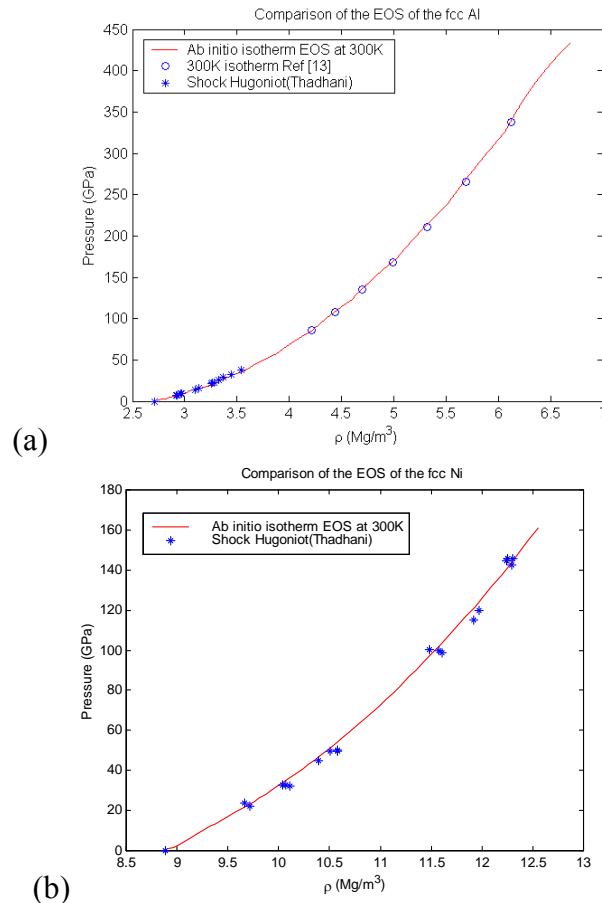 Comparison of the EOS of the fcc Al
Ab initio isotherm EOS at 300K
300K isotherm Ref [13]
Shock Hugoniot(Thadhani)
450
400
350
300
250
200
150
100
50
0
Pressure (GPa)
2.5 3 3.5 4 4.5 5 5.5 6 6.5 7
ρ (Mg/m³)
(a)
Comparison of the EOS of the fcc Ni
Ab initio isotherm EOS at 300K
Shock Hugoniot(Thadhani)
180
160
140
120
100
80
60
40
20
0
Pressure (GPa)
8.5 9 9.5 10 10.5 11 11.5 12 12.5 13
ρ (Mg/m³)
(b)